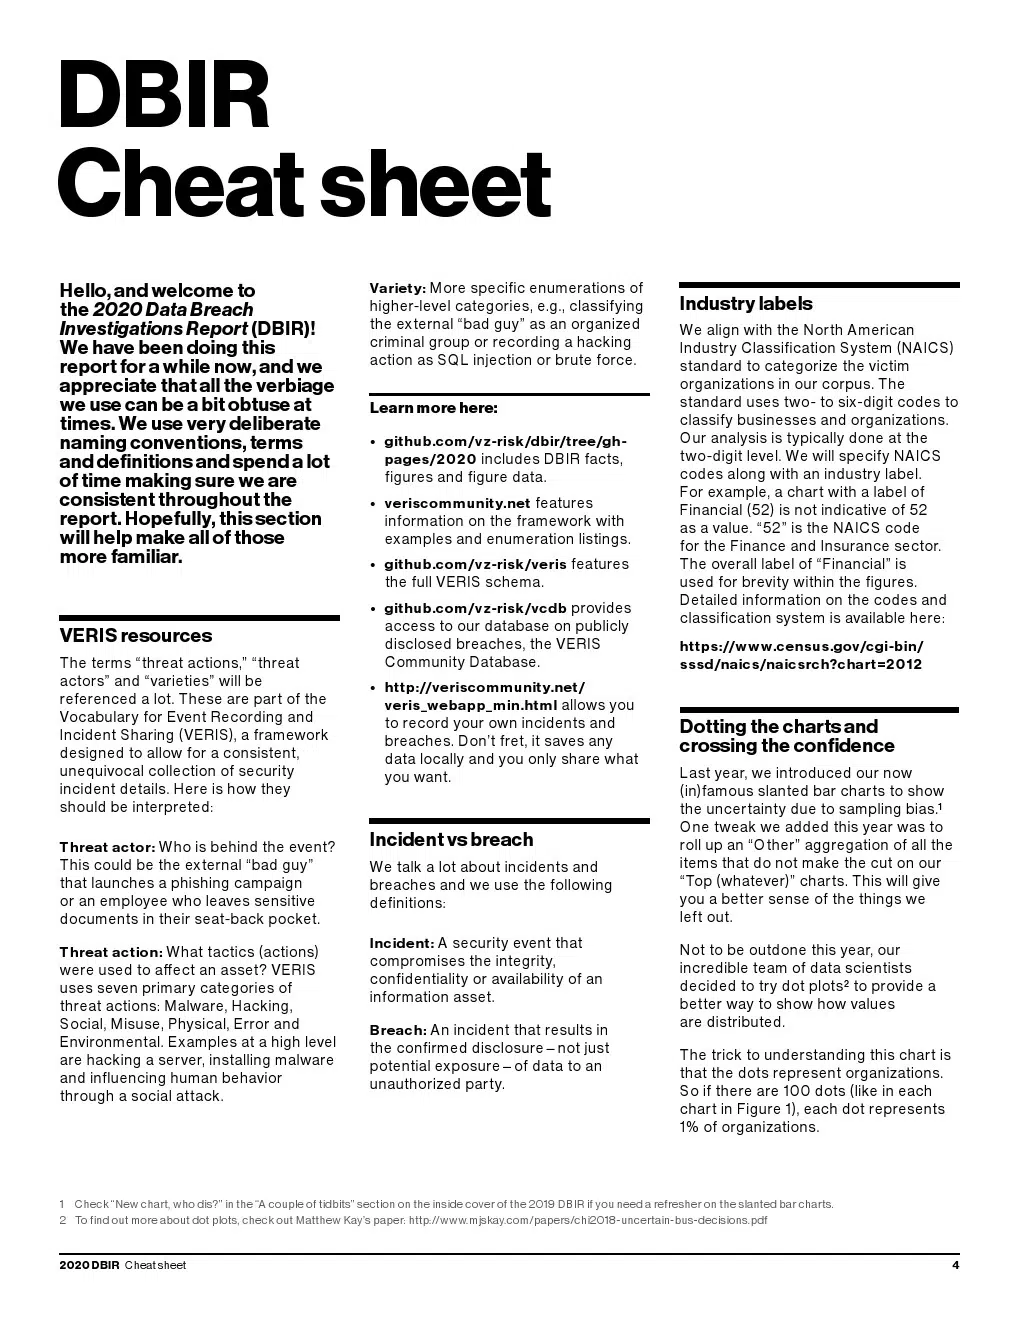 DBIR
Cheat sheet
Hello, and welcome to
the 2020 Data Breach
Investigations Report (DBIR)!
We have been doing this
report for a while now, and we
appreciate that all the verbiage
we use can be a bit obtuse at
times. We use very deliberate
naming conventions, terms
and definitions and spend a lot
of time making sure we are
consistent throughout the
report. Hopefully, this section
will help make all of those
more familiar.
VERIS resources
The terms “threat actions,” “threat
actors” and “varieties” will be
referenced a lot. These are part of the
Vocabulary for Event Recording and
Incident Sharing (VERIS), a framework
designed to allow for a consistent,
unequivocal collection of security
incident details. Here is how they
should be interpreted:
Threat actor: Who is behind the event?
This could be the external “bad guy”
that launches a phishing campaign
or an employee who leaves sensitive
documents in their seat-back pocket.
Threat action: What tactics (actions)
were used to affect an asset? VERIS
uses seven primary categories of
threat actions: Malware, Hacking,
Social, Misuse, Physical, Error and
Environmental. Examples at a high level
are hacking a server, installing malware
and influencing human behavior
through a social attack.
Variety: More specific enumerations of
higher-level categories, e.g., classifying
the external “bad guy” as an organized
criminal group or recording a hacking
action as SQL injection or brute force.
Learn more here:
• github.com/vz-risk/dbir/tree/gh-
pages/2020 includes DBIR facts,
figures and figure data.
• veriscommunity.net features
information on the framework with
examples and enumeration listings.
• github.com/vz-risk/veris features
the full VERIS schema.
• github.com/vz-risk/vcdb provides
access to our database on publicly
disclosed breaches, the VERIS
Community Database.
• http://veriscommunity.net/
veris_webapp_min.html allows you
to record your own incidents and
breaches. Don’t fret, it saves any
data locally and you only share what
you want.
Incident vs breach
We talk a lot about incidents and
breaches and we use the following
definitions:
Incident: A security event that
compromises the integrity,
confidentiality or availability of an
information asset.
Breach: An incident that results in
the confirmed disclosure – not just
potential exposure – of data to an
unauthorized party.
Industry labels
We align with the North American
Industry Classification System (NAICS)
standard to categorize the victim
organizations in our corpus. The
standard uses two- to six-digit codes to
classify businesses and organizations.
Our analysis is typically done at the
two-digit level. We will specify NAICS
codes along with an industry label.
For example, a chart with a label of
Financial (52) is not indicative of 52
as a value. “52” is the NAICS code
for the Finance and Insurance sector.
The overall label of “Financial” is
used for brevity within the figures.
Detailed information on the codes and
classification system is available here:
https://www.census.gov/cgi-bin/
sssd/naics/naicsrch?chart=2012
Dotting the charts and
crossing the confidence
Last year, we introduced our now
(in)famous slanted bar charts to show
the uncertainty due to sampling bias.¹
One tweak we added this year was to
roll up an “Other” aggregation of all the
items that do not make the cut on our
“Top (whatever)” charts. This will give
you a better sense of the things we
left out.
Not to be outdone this year, our
incredible team of data scientists
decided to try dot plots² to provide a
better way to show how values
are distributed.
The trick to understanding this chart is
that the dots represent organizations.
So if there are 100 dots (like in each
chart in Figure 1), each dot represents
1% of organizations.
1 Check “New chart, who dis?” in the “A couple of tidbits” section on the inside cover of the 2019 DBIR if you need a refresher on the slanted bar charts.
2 To find out more about dot plots, check out Matthew Kay’s paper: http://www.mjskay.com/papers/chi2018-uncertain-bus-decisions.pdf
2020 DBIR Cheat sheet
4